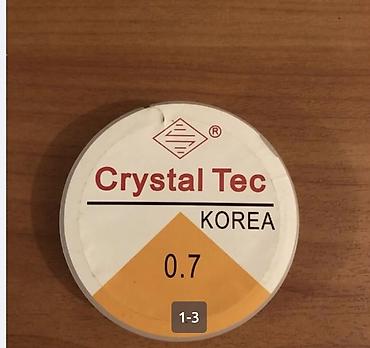 ®
Crystal Tec
KOREA
0.7
1-3